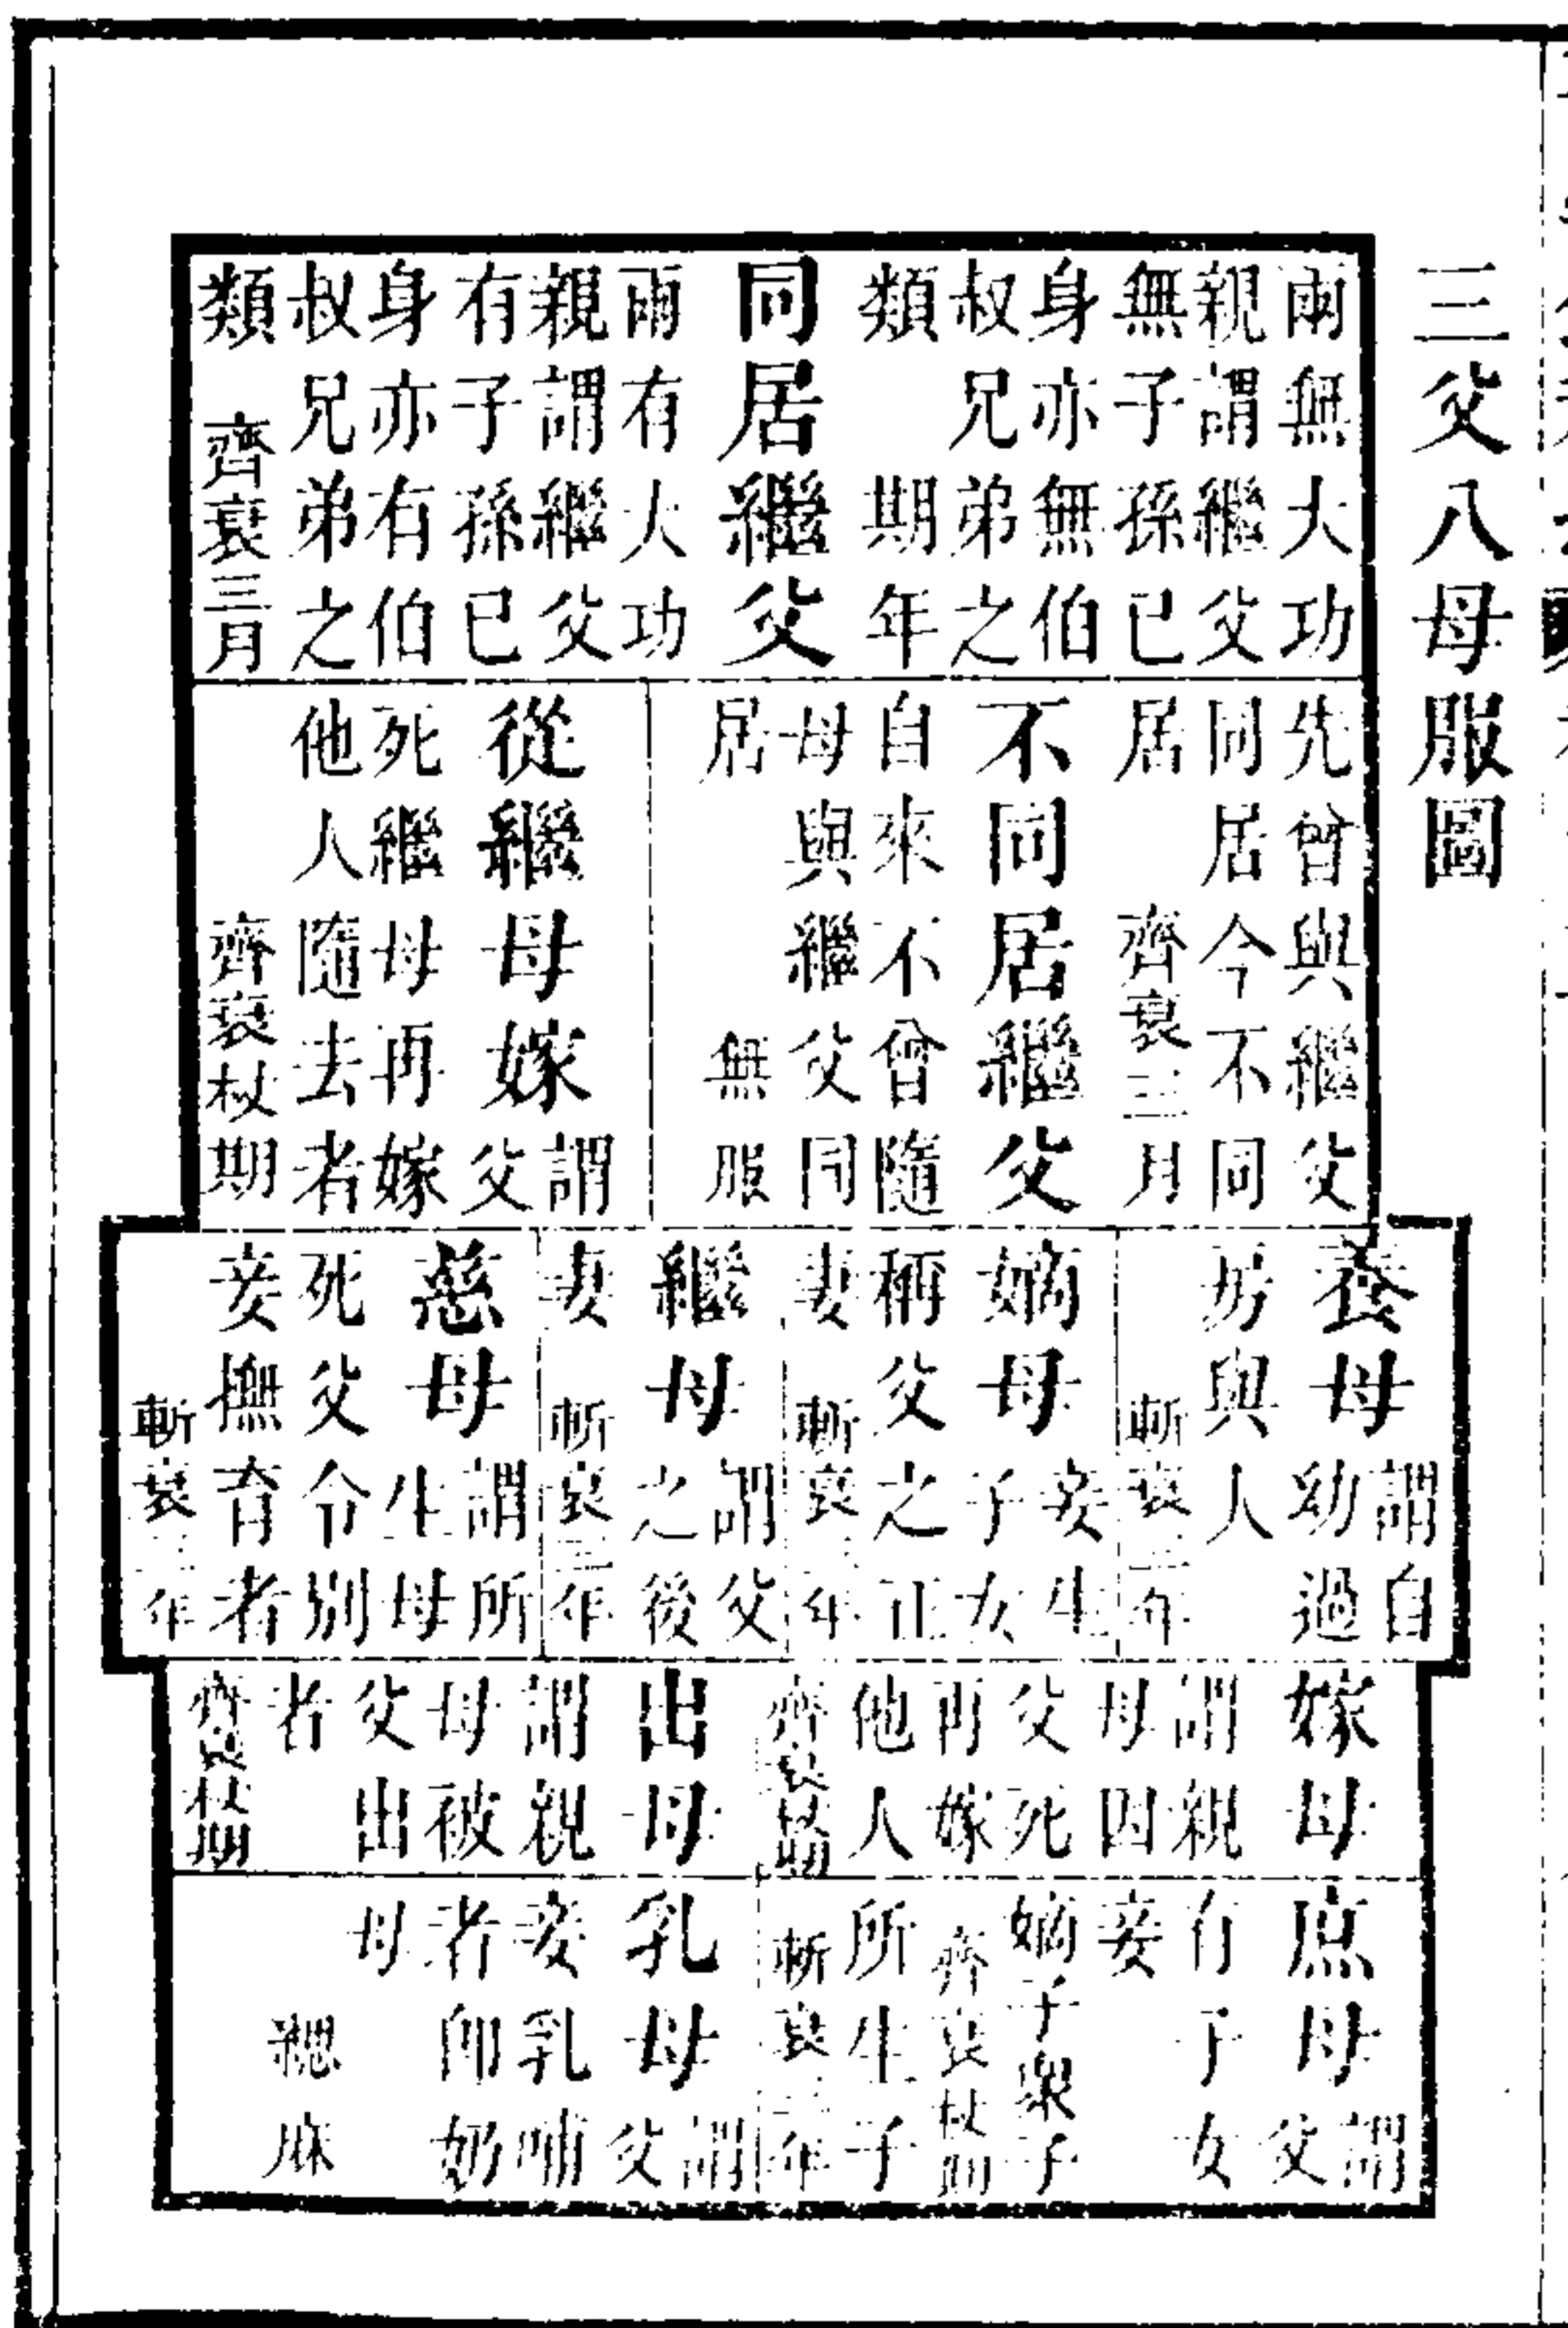 三父八母服圖
兩無大功
親謂繼父
無子孫已
身亦無伯
叔兄弟之
類　期年
同居繼父
兩有大功
親謂繼父
有子孫已
身亦有伯
叔兄弟之
類　齊衰三月
先曾與繼父
同居今不同
居　齊衰三月
不同居繼父
自來不曾隨
母與繼父同
居　無服
從繼母嫁謂
父
死繼母再嫁
他人隨去者
齊衰杖期
養母謂自
幼過
房與人
斬衰三年
嫡母妾生
子女
稱父之正
妻　斬衰三年
繼母謂父
之後
妻　斬衰三年
慈母謂所
生母
死父令別
妾撫育者
斬衰三年
嫁母
謂親
母因
父死
再嫁
他人
齊衰杖期
出母
謂親
母被
父出
者
齊衰杖期
庶母謂
父
有子女
妾
嫡子衆子
齊衰杖期
所生子
斬衰三年
乳母謂
父
妾乳哺
者卽奶
母
緦麻